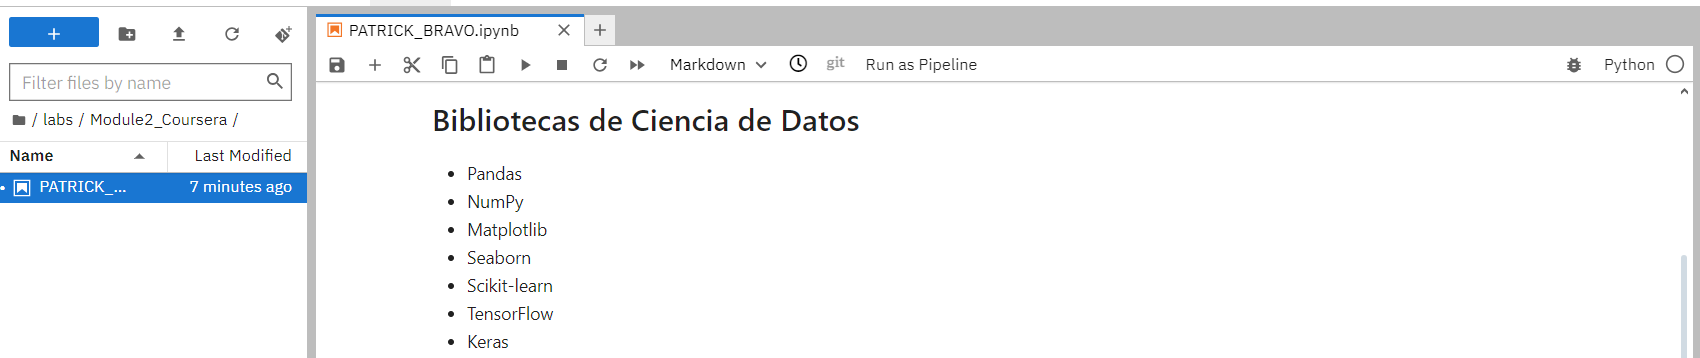 PATRICK_BRAVO.ipynb
Filter files by name
Markdown
git
Run as Pipeline
Python
/ labs / Module2_Coursera /
Name
Last Modified
PATRICK_...
7 minutes ago
Bibliotecas de Ciencia de Datos
Pandas
NumPy
Matplotlib
Seaborn
Scikit-learn
TensorFlow
Keras